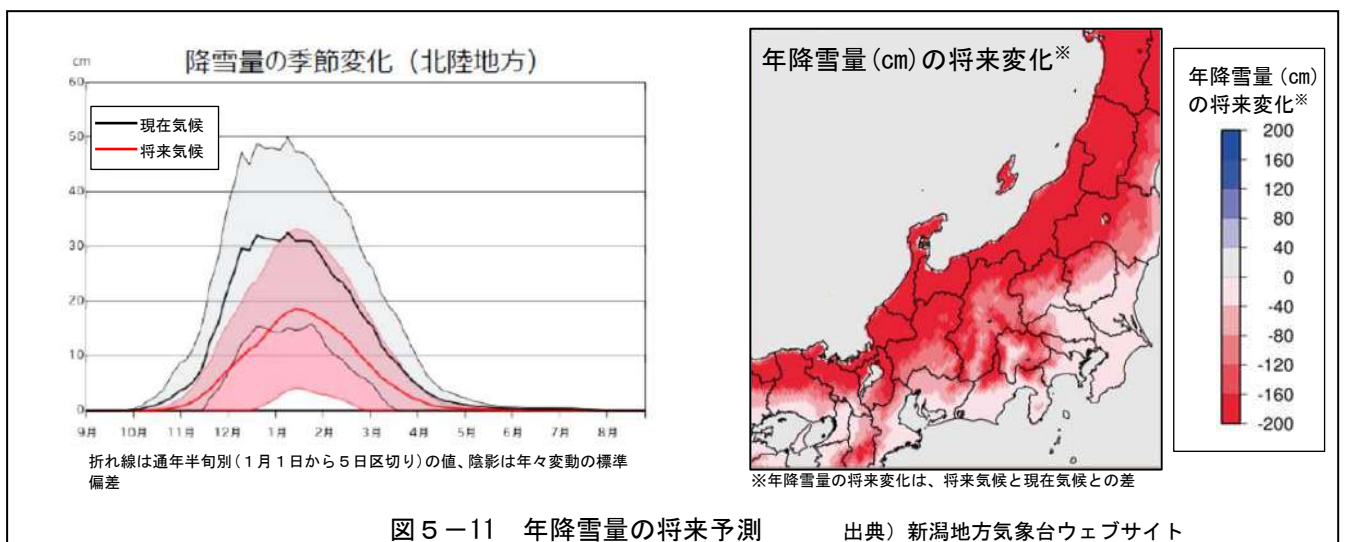 降雪量の季節変化（北陸地方）
cm
60
50
40
30
20
10
0
現在気候
将来気候
9月 10月 11月 12月 1月 2月 3月 4月 5月 6月 7月 8月
折れ線は通年半旬別(１月１日から５日区切り)の値、陰影は年々変動の標準
偏差
年降雪量(cm)の将来変化※
※年降雪量の将来変化は、将来気候と現在気候との差
年降雪量(cm)
の将来変化※
200
160
120
80
40
0
-40
-80
-120
-160
-200
図５－11　年降雪量の将来予測　出典）新潟地方気象台ウェブサイト